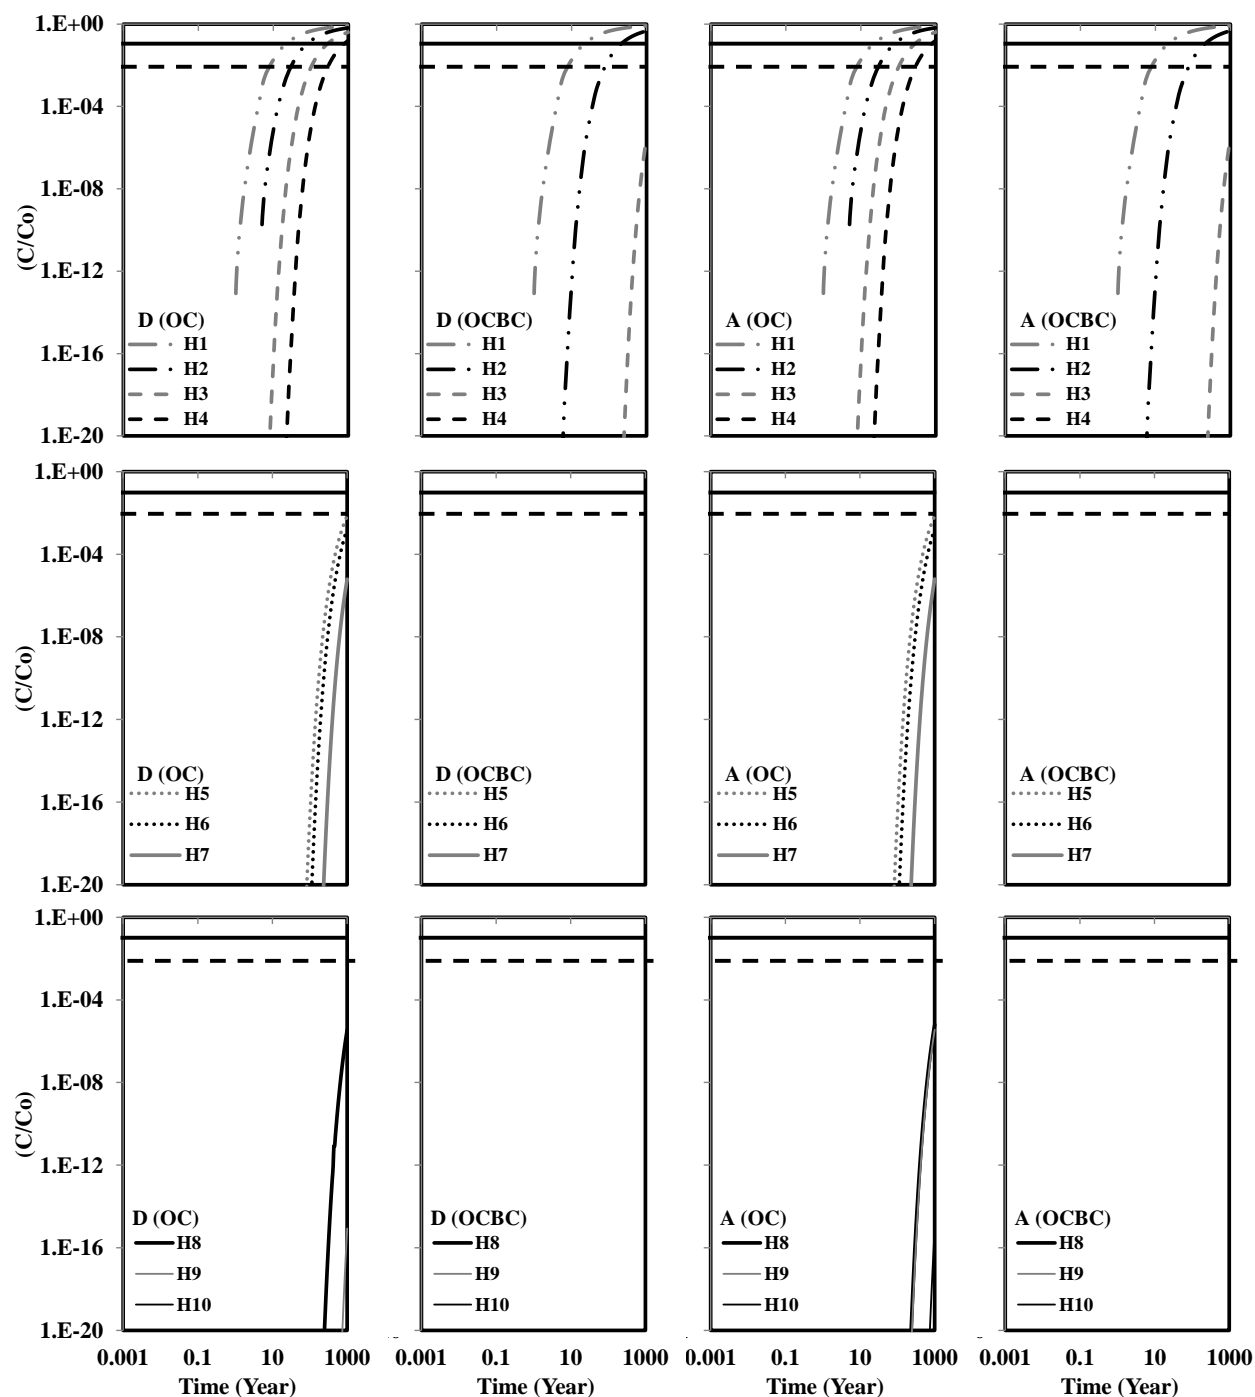 1.E+00
1.E-04
1.E-08
1.E-12
1.E-16
1.E-20
(C/Co)
D (OC)
H1
H2
H3
H4
D (OCBC)
H1
H2
H3
H4
A (OC)
H1
H2
H3
H4
A (OCBC)
H1
H2
H3
H4
1.E+00
1.E-04
1.E-08
1.E-12
1.E-16
1.E-20
(C/Co)
D (OC)
H5
H6
H7
D (OCBC)
H5
H6
H7
A (OC)
H5
H6
H7
A (OCBC)
H5
H6
H7
1.E+00
1.E-04
1.E-08
1.E-12
1.E-16
1.E-20
(C/Co)
D (OC)
H8
H9
H10
0.001 0.1 10 1000
Time (Year)
D (OCBC)
H8
H9
H10
0.001 0.1 10 1000
Time (Year)
A (OC)
H8
H9
H10
0.001 0.1 10 1000
Time (Year)
A (OCBC)
H8
H9
H10
0.001 0.1 10 1000
Time (Year)